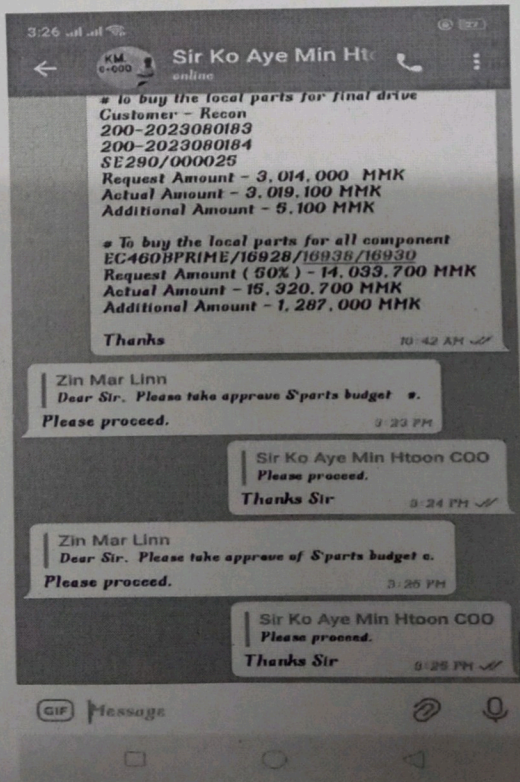 3:26
KM
Sir Ko Aye Min Hto
online
# To buy the local parts for final drive
Customer - Recon
200-2023080183
200-2023080184
SE290/000025
Request Amount - 3,014,000 MMK
Actual Amount - 3,019.100 MMK
Additional Amount - 5,100 MMK
# To buy the local parts for all component
EC460BPRIME/16928/16938/16930
Request Amount ( 50% ) - 14,033,700 MMK
Actual Amount - 15,320,700 MMK
Additional Amount - 1,287,000 MMK
Thanks
10:42 AM
Zin Mar Linn
Dear Sir. Please take approve S'parts budget
Please proceed.
3:23 PM
Sir Ko Aye Min Htoon COO
Please proceed.
Thanks Sir
3:24 PM
Zin Mar Linn
Dear Sir. Please take approve of S'parts budget c.
Please proceed.
3:25 PM
Sir Ko Aye Min Htoon COO
Please proceed.
Thanks Sir
3:25 PM
GIF Message